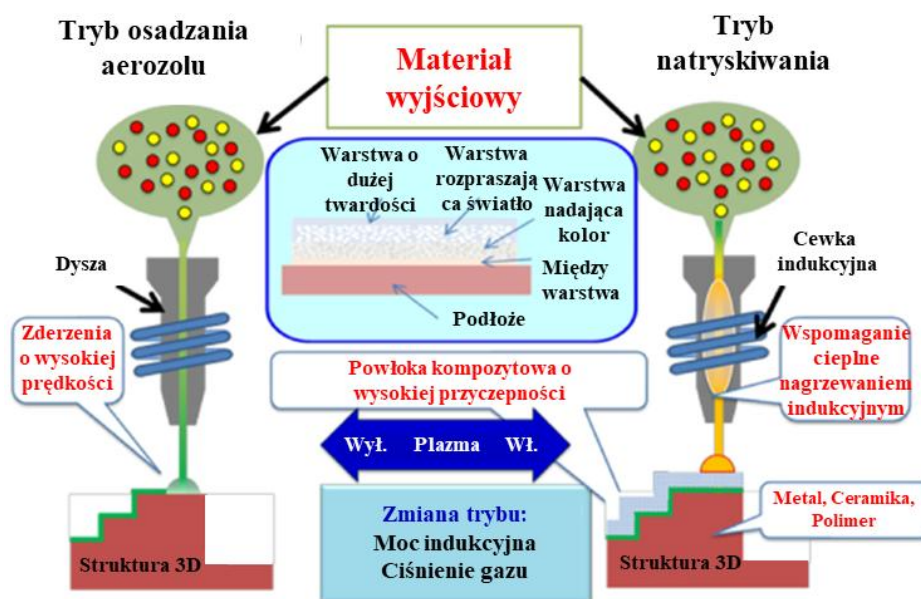 Tryb osadzania
aerozolu
Materiał
wyjściowy
Tryb
natryskiwania
Warstwa o
dużej
twardości
Warstwa
rozpraszają
ca światło
Warstwa
nadająca
kolor
Między
warstwa
Podłoże
Dysza
Cewka
indukcyjna
Zderzenia
o wysokiej
prędkości
Powłoka kompozytowa o
wysokiej przyczepności
Wspomaganie
cieplne
nagrzewaniem
indukcyjnym
Wył. Plazma Wł.
Zmiana trybu:
Moc indukcyjna
Ciśnienie gazu
Metal, Ceramika,
Polimer
Struktura 3D
Struktura 3D